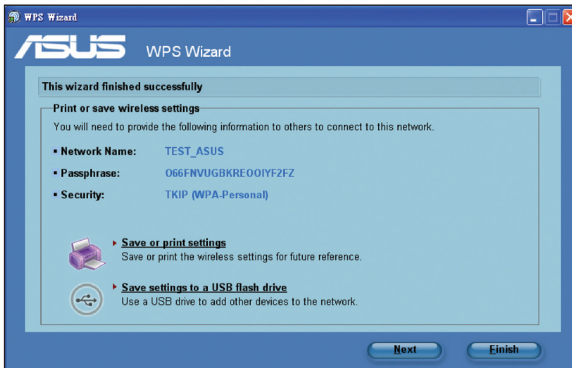 WPS Wizard
ASUS WPS Wizard
This wizard finished successfully
Print or save wireless settings
You will need to provide the following information to others to connect to this network.
▪ Network Name: TEST_ASUS
▪ Passphrase: O66FNVUGBKREOOIYF2FZ
▪ Security: TKIP (WPA-Personal)
Save or print settings
Save or print the wireless settings for future reference.
Save settings to a USB flash drive
Use a USB drive to add other devices to the network.
Next Finish